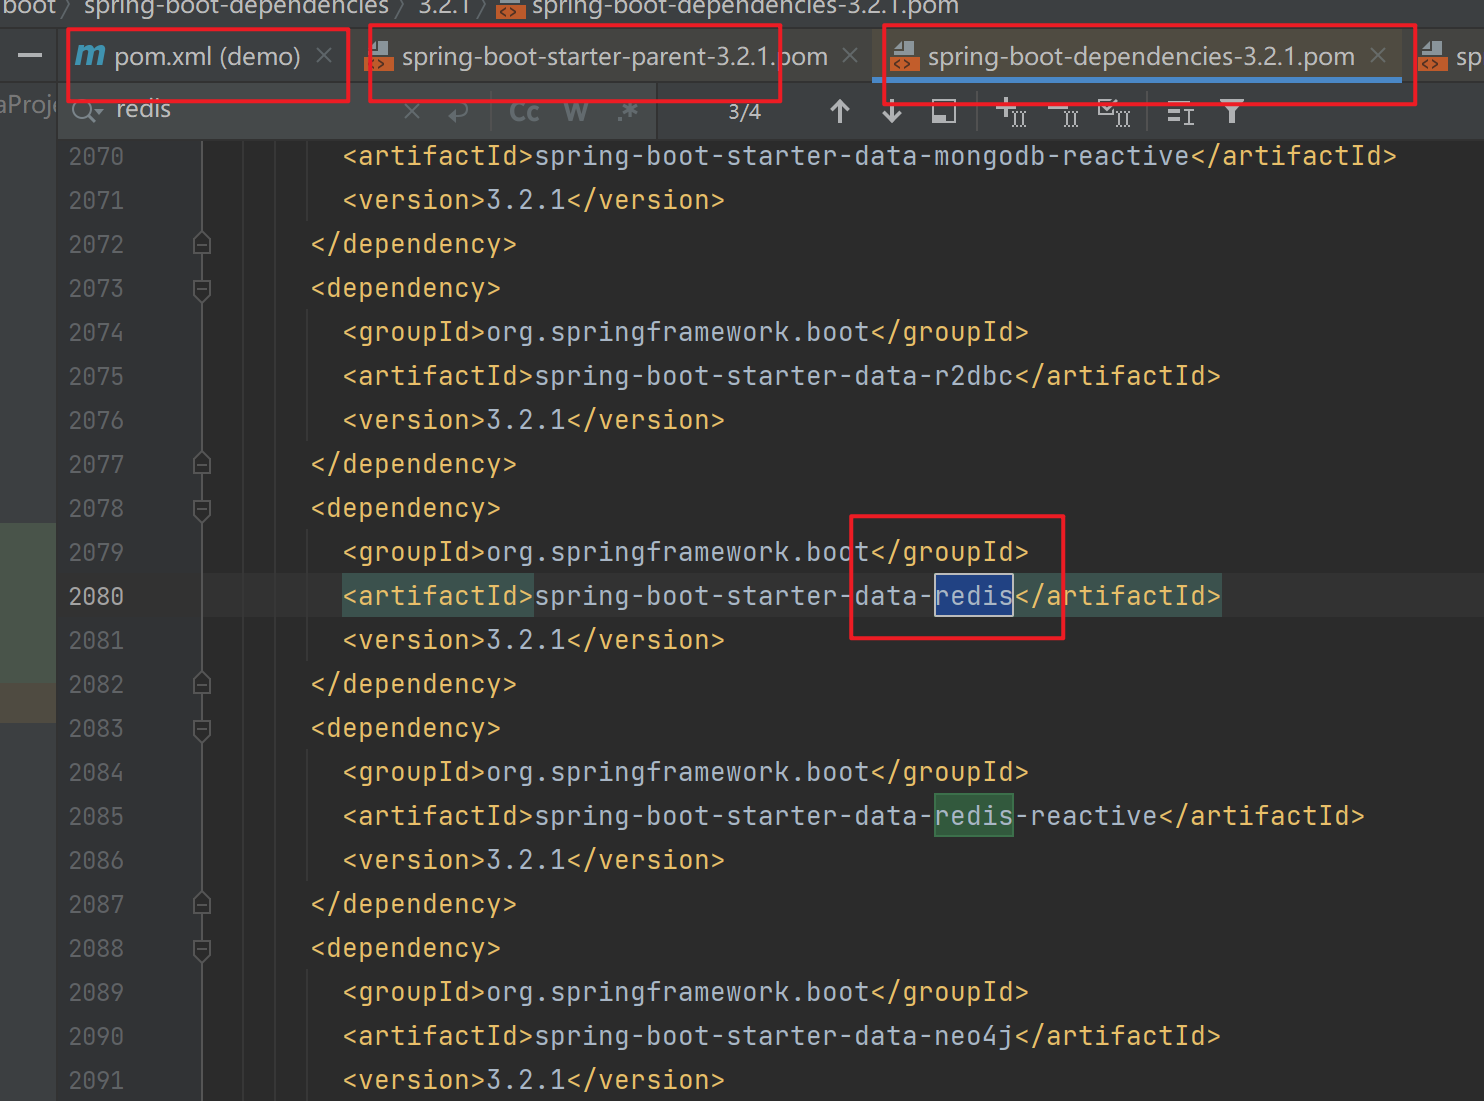 boot 〉 spring-boot-dependencies 〉 3.2.1 〉 spring-boot-dependencies-3.2.1.pom
m pom.xml (demo) × spring-boot-starter-parent-3.2.1.pom × spring-boot-dependencies-3.2.1.pom × sp
aProje
redis × Cc W .* 3/4
2070 <artifactId>spring-boot-starter-data-mongodb-reactive</artifactId>
2071 <version>3.2.1</version>
2072 </dependency>
2073 <dependency>
2074 <groupId>org.springframework.boot</groupId>
2075 <artifactId>spring-boot-starter-data-r2dbc</artifactId>
2076 <version>3.2.1</version>
2077 </dependency>
2078 <dependency>
2079 <groupId>org.springframework.boot</groupId>
2080 <artifactId>spring-boot-starter-data-redis</artifactId>
2081 <version>3.2.1</version>
2082 </dependency>
2083 <dependency>
2084 <groupId>org.springframework.boot</groupId>
2085 <artifactId>spring-boot-starter-data-redis-reactive</artifactId>
2086 <version>3.2.1</version>
2087 </dependency>
2088 <dependency>
2089 <groupId>org.springframework.boot</groupId>
2090 <artifactId>spring-boot-starter-data-neo4j</artifactId>
2091 <version>3.2.1</version>